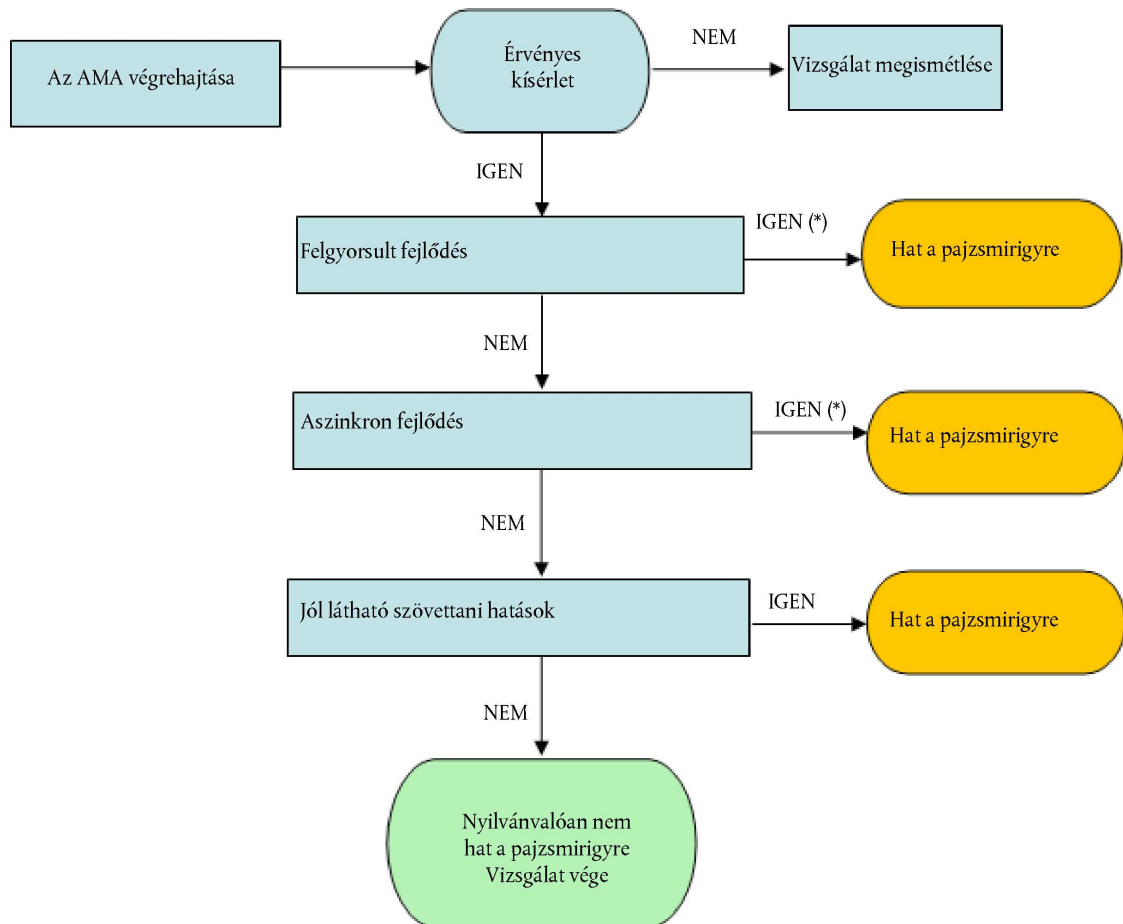 Az AMA végrehajtása
Érvényes
kísérlet
NEM
Vizsgálat megismétlése
IGEN
Felgyorsult fejlődés
IGEN (*)
Hat a pajzsmirigyre
NEM
Aszinkron fejlődés
IGEN (*)
Hat a pajzsmirigyre
NEM
Jól látható szövettani hatások
IGEN
Hat a pajzsmirigyre
NEM
Nyilvánvalóan nem
hat a pajzsmirigyre
Vizsgálat vége